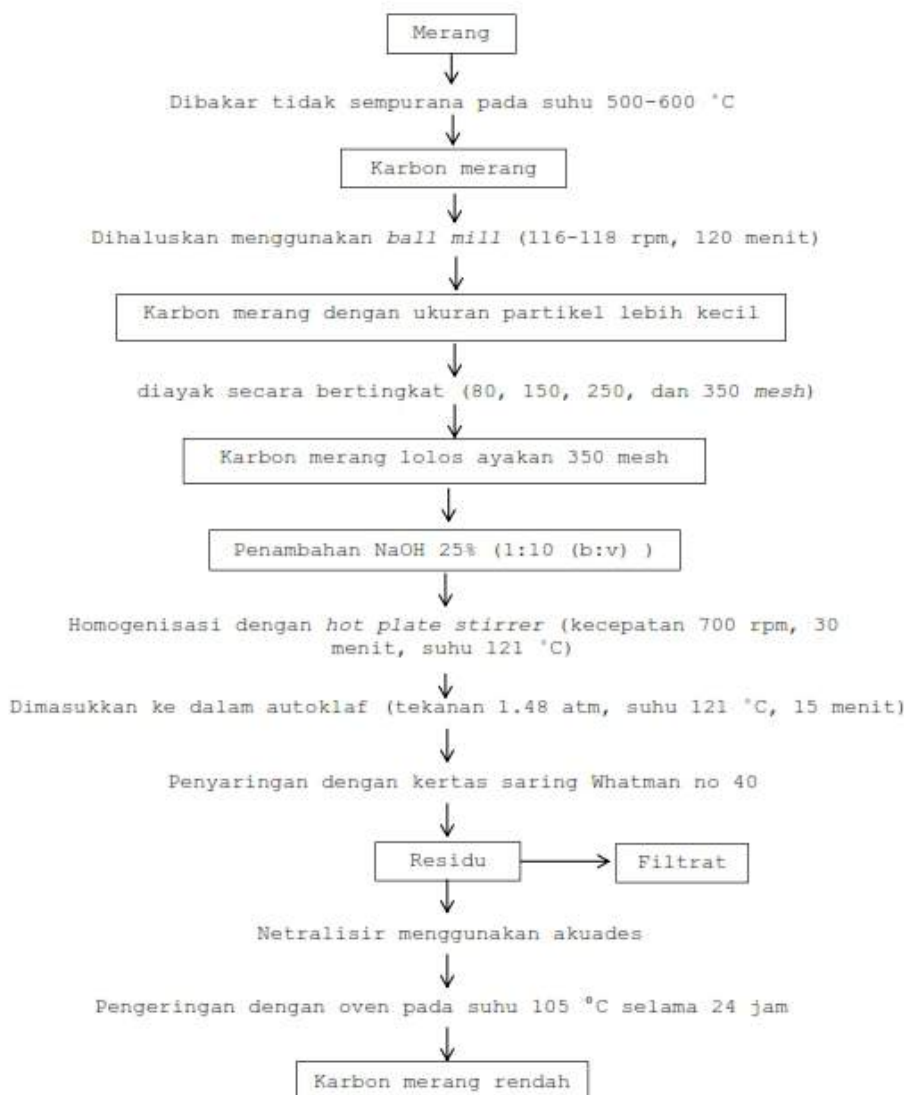 Merang
Dibakar tidak sempurana pada suhu 500-600 ˚C
Karbon merang
Dihaluskan menggunakan ball mill (116-118 rpm, 120 menit)
Karbon merang dengan ukuran partikel lebih kecil
diayak secara bertingkat (80, 150, 250, dan 350 mesh)
Karbon merang lolos ayakan 350 mesh
Penambahan NaOH 25% (1:10 (b:v) )
Homogenisasi dengan hot plate stirrer (kecepatan 700 rpm, 30
menit, suhu 121 ˚C)
Dimasukkan ke dalam autoklaf (tekanan 1.48 atm, suhu 121 ˚C, 15 menit)
Penyaringan dengan kertas saring Whatman no 40
Residu
Filtrat
Netralisir menggunakan akuades
Pengeringan dengan oven pada suhu 105 ⁰C selama 24 jam
Karbon merang rendah